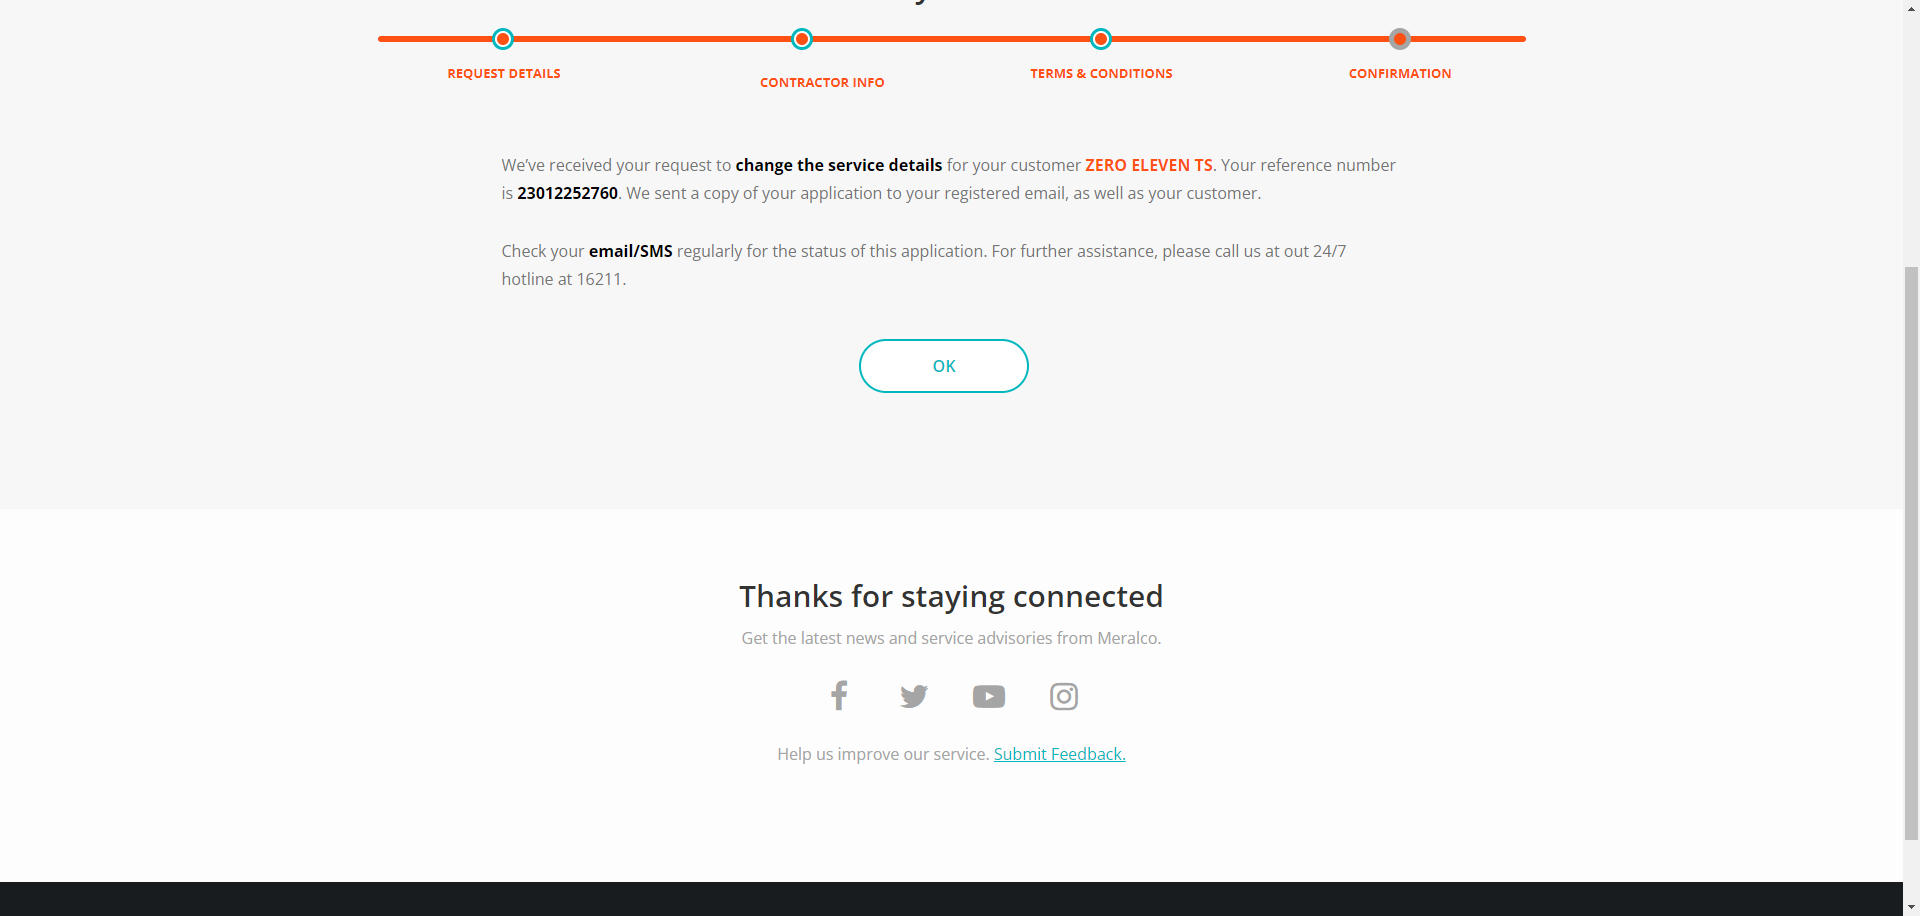 REQUEST DETAILS
CONTRACTOR INFO
TERMS & CONDITIONS
CONFIRMATION
We’ve received your request to change the service details for your customer ZERO ELEVEN TS. Your reference number
is 23012252760. We sent a copy of your application to your registered email, as well as your customer.
Check your email/SMS regularly for the status of this application. For further assistance, please call us at out 24/7
hotline at 16211.
OK
Thanks for staying connected
Get the latest news and service advisories from Meralco.
Help us improve our service. Submit Feedback.